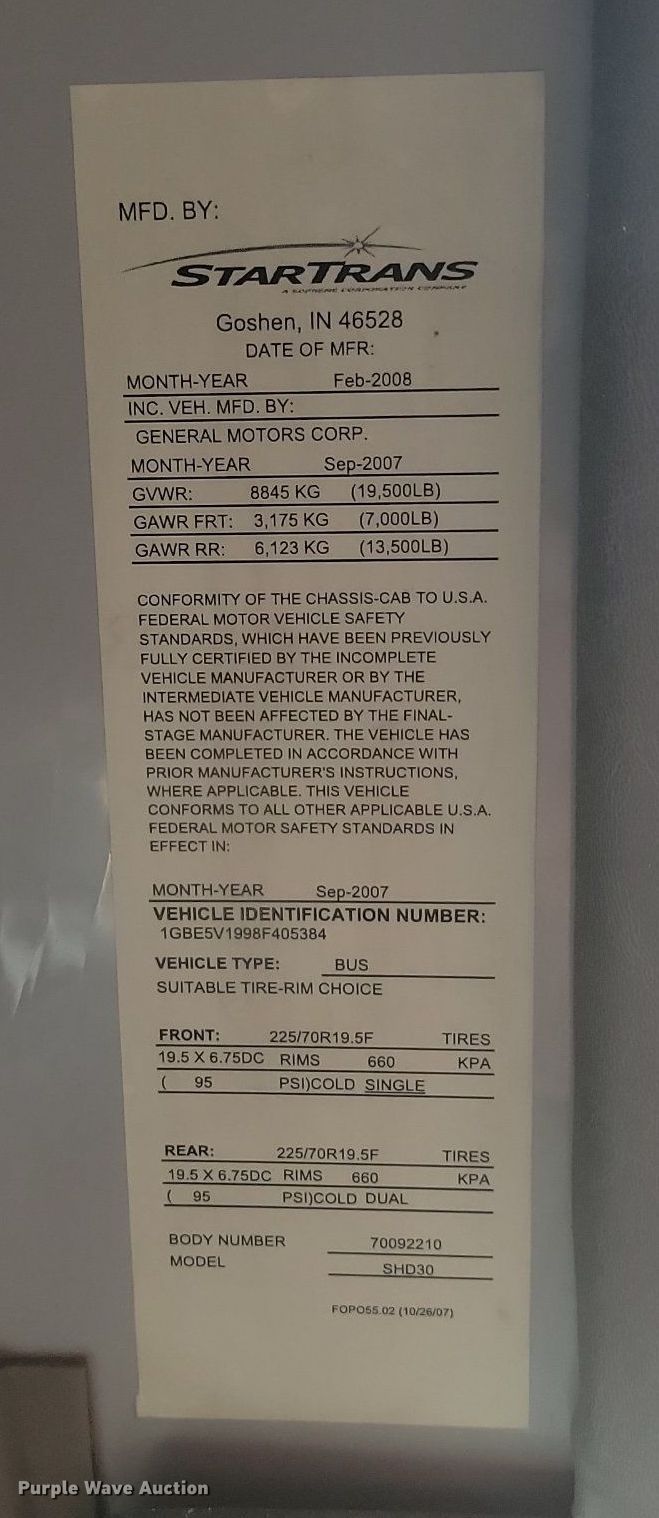 MFD. BY:
STARTRANS
A SUPREME CORPORATION COMPANY
Goshen, IN 46528
DATE OF MFR:
MONTH-YEAR Feb-2008
INC. VEH. MFD. BY:
GENERAL MOTORS CORP.
MONTH-YEAR Sep-2007
GVWR: 8845 KG (19,500LB)
GAWR FRT: 3,175 KG (7,000LB)
GAWR RR: 6,123 KG (13,500LB)
CONFORMITY OF THE CHASSIS-CAB TO U.S.A.
FEDERAL MOTOR VEHICLE SAFETY
STANDARDS, WHICH HAVE BEEN PREVIOUSLY
FULLY CERTIFIED BY THE INCOMPLETE
VEHICLE MANUFACTURER OR BY THE
INTERMEDIATE VEHICLE MANUFACTURER,
HAS NOT BEEN AFFECTED BY THE FINAL-
STAGE MANUFACTURER. THE VEHICLE HAS
BEEN COMPLETED IN ACCORDANCE WITH
PRIOR MANUFACTURER'S INSTRUCTIONS,
WHERE APPLICABLE. THIS VEHICLE
CONFORMS TO ALL OTHER APPLICABLE U.S.A.
FEDERAL MOTOR SAFETY STANDARDS IN
EFFECT IN:
MONTH-YEAR Sep-2007
VEHICLE IDENTIFICATION NUMBER:
1GBE5V1998F405384
VEHICLE TYPE: BUS
SUITABLE TIRE-RIM CHOICE
FRONT: 225/70R19.5F TIRES
19.5 X 6.75DC RIMS 660 KPA
( 95 PSI)COLD SINGLE
REAR: 225/70R19.5F TIRES
19.5 X 6.75DC RIMS 660 KPA
( 95 PSI)COLD DUAL
BODY NUMBER 70092210
MODEL SHD30
FOPO55.02 (10/26/07)
Purple Wave Auction